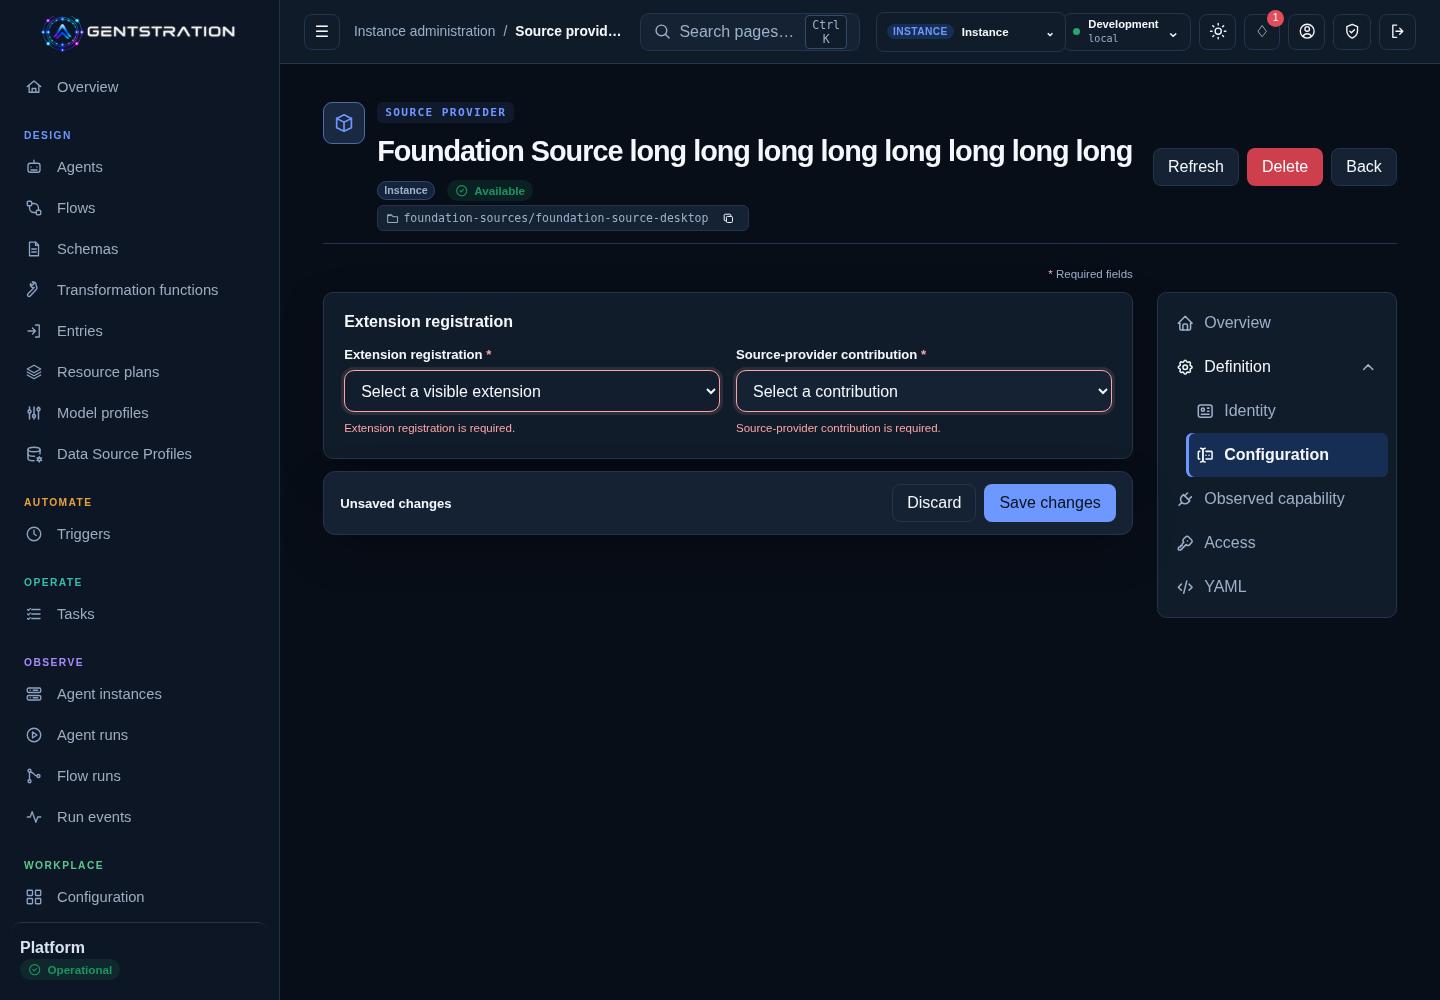 GENTSTRATION
Overview
DESIGN
Agents
Flows
Schemas
Transformation functions
Entries
Resource plans
Model profiles
Data Source Profiles
AUTOMATE
Triggers
OPERATE
Tasks
OBSERVE
Agent instances
Agent runs
Flow runs
Run events
WORKPLACE
Configuration
Platform
Operational
Instance administration / Source provid…
Search pages…
Ctrl
K
INSTANCE Instance
Development
local
1
SOURCE PROVIDER
Foundation Source long long long long long long long long
Instance
Available
foundation-sources/foundation-source-desktop
Refresh
Delete
Back
* Required fields
Extension registration
Extension registration *
Select a visible extension
Extension registration is required.
Source-provider contribution *
Select a contribution
Source-provider contribution is required.
Unsaved changes
Discard
Save changes
Overview
Definition
Identity
Configuration
Observed capability
Access
YAML